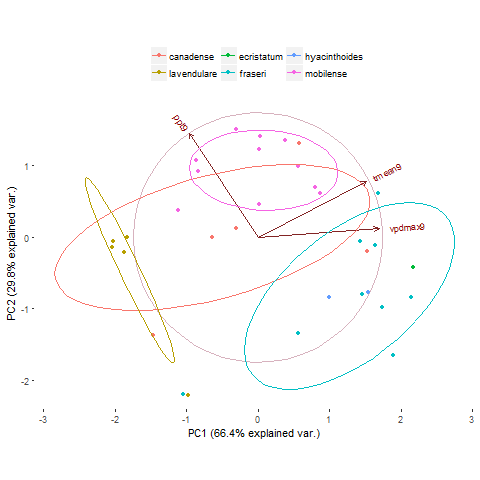 canadense ecristatum hyacinthoides
lavendulare fraseri mobilense
ppt9
tmean9
vpdmax9
PC2 (29.8% explained var.)
1
0
-1
-2
-3 -2 -1 0 1 2 3
PC1 (66.4% explained var.)